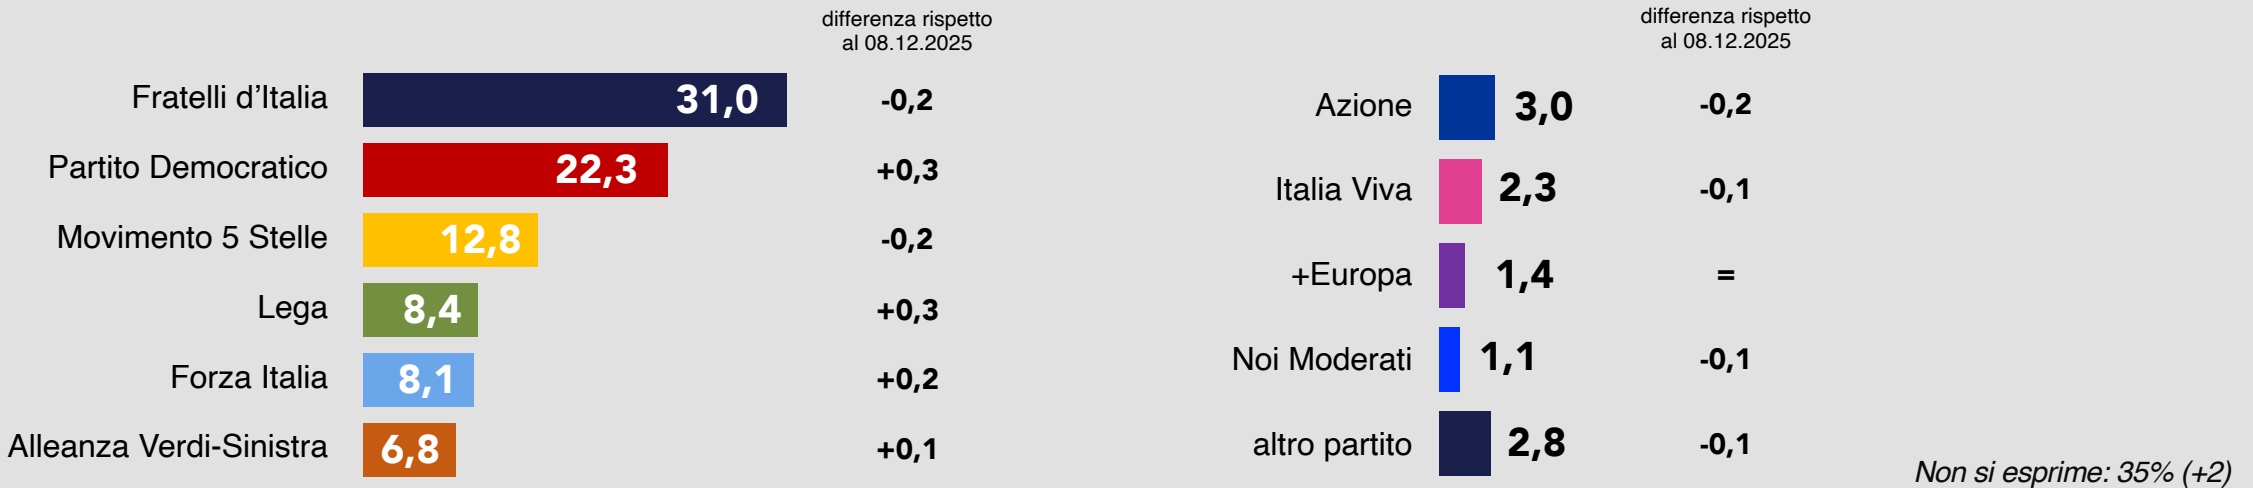 differenza rispetto
al 08.12.2025
Fratelli d’Italia 31,0 -0,2
Partito Democratico 22,3 +0,3
Movimento 5 Stelle 12,8 -0,2
Lega 8,4 +0,3
Forza Italia 8,1 +0,2
Alleanza Verdi-Sinistra 6,8 +0,1
differenza rispetto
al 08.12.2025
Azione 3,0 -0,2
Italia Viva 2,3 -0,1
+Europa 1,4 =
Noi Moderati 1,1 -0,1
altro partito 2,8 -0,1
Non si esprime: 35% (+2)